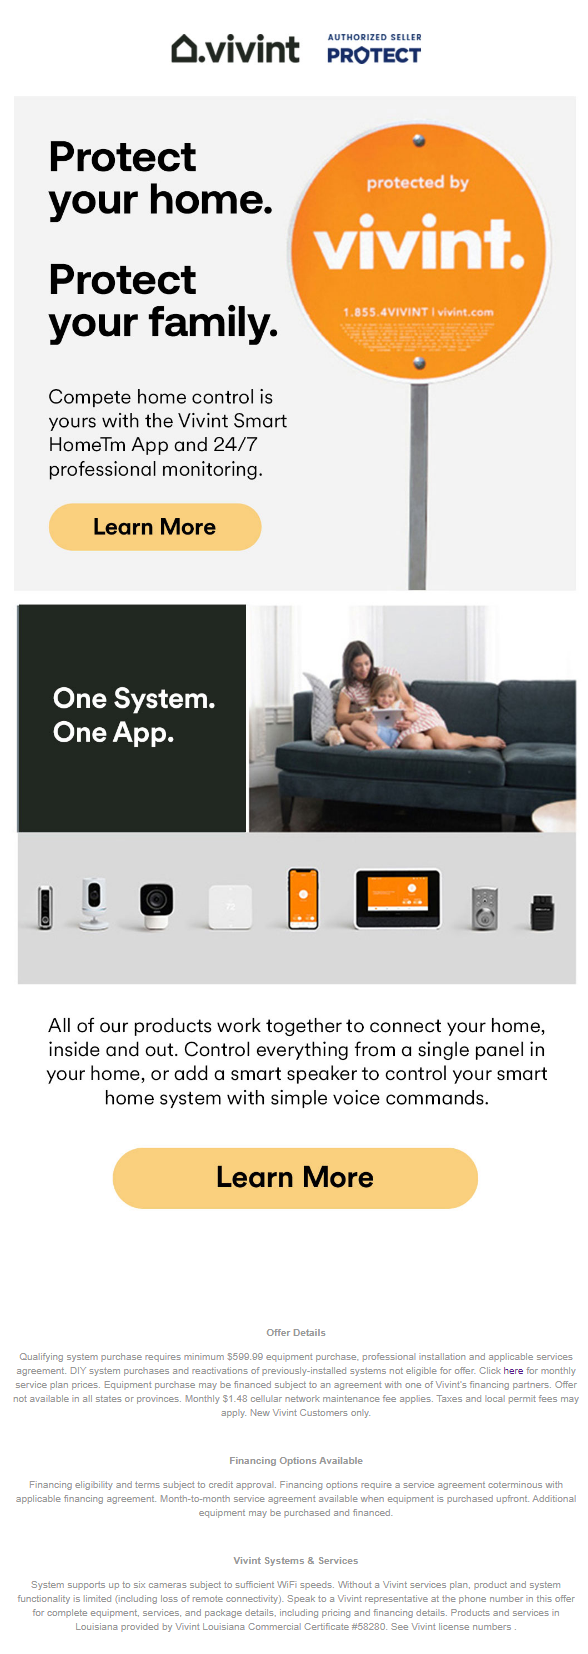 vivint
AUTHORIZED SELLER
PROTECT
Protect
your home.
Protect
your family.
protected by
vivint.
1.855.4VIVINT | vivint.com
Compete home control is
yours with the Vivint Smart
HomeTm App and 24/7
professional monitoring.
Learn More
One System.
One App.
All of our products work together to connect your home,
inside and out. Control everything from a single panel in
your home, or add a smart speaker to control your smart
home system with simple voice commands.
Learn More
Offer Details
Qualifying system purchase requires minimum $599.99 equipment purchase, professional installation and applicable services
agreement. DIY system purchases and reactivations of previously-installed systems not eligible for offer. Click here for monthly
service plan prices. Equipment purchase may be financed subject to an agreement with one of Vivint's financing partners. Offer
not available in all states or provinces. Monthly $1.48 cellular network maintenance fee applies. Taxes and local permit fees may
apply. New Vivint Customers only.
Financing Options Available
Financing eligibility and terms subject to credit approval. Financing options require a service agreement coterminous with
applicable financing agreement. Month-to-month service agreement available when equipment is purchased upfront. Additional
equipment may be purchased and financed.
Vivint Systems & Services
System supports up to six cameras subject to sufficient WiFi speeds. Without a Vivint services plan, product and system
functionality is limited (including loss of remote connectivity). Speak to a Vivint representative at the phone number in this offer
for complete equipment, services, and package details, including pricing and financing details. Products and services in
Louisiana provided by Vivint Louisiana Commercial Certificate #58280. See Vivint license numbers .